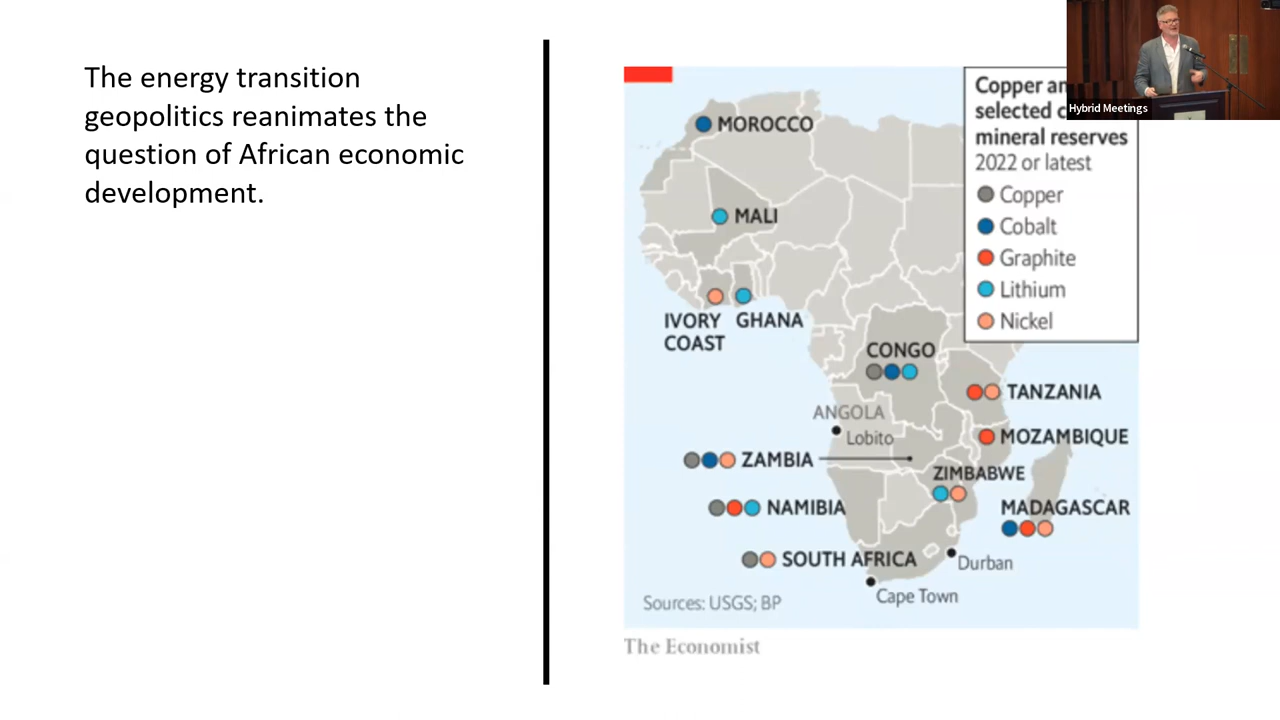 The energy transition
geopolitics reanimates the
question of African economic
development.
Hybrid Meetings
Copper
selected
mineral reserves
2022 or latest
Copper
Cobalt
Graphite
Lithium
Nickel
MOROCCO
MALI
IVORY
COAST
GHANA
CONGO
TANZANIA
ANGOLA
Lobito
MOZAMBIQUE
ZAMBIA
ZIMBABWE
NAMIBIA
MADAGASCAR
SOUTH AFRICA
Durban
Cape Town
Sources: USGS; BP
The Economist